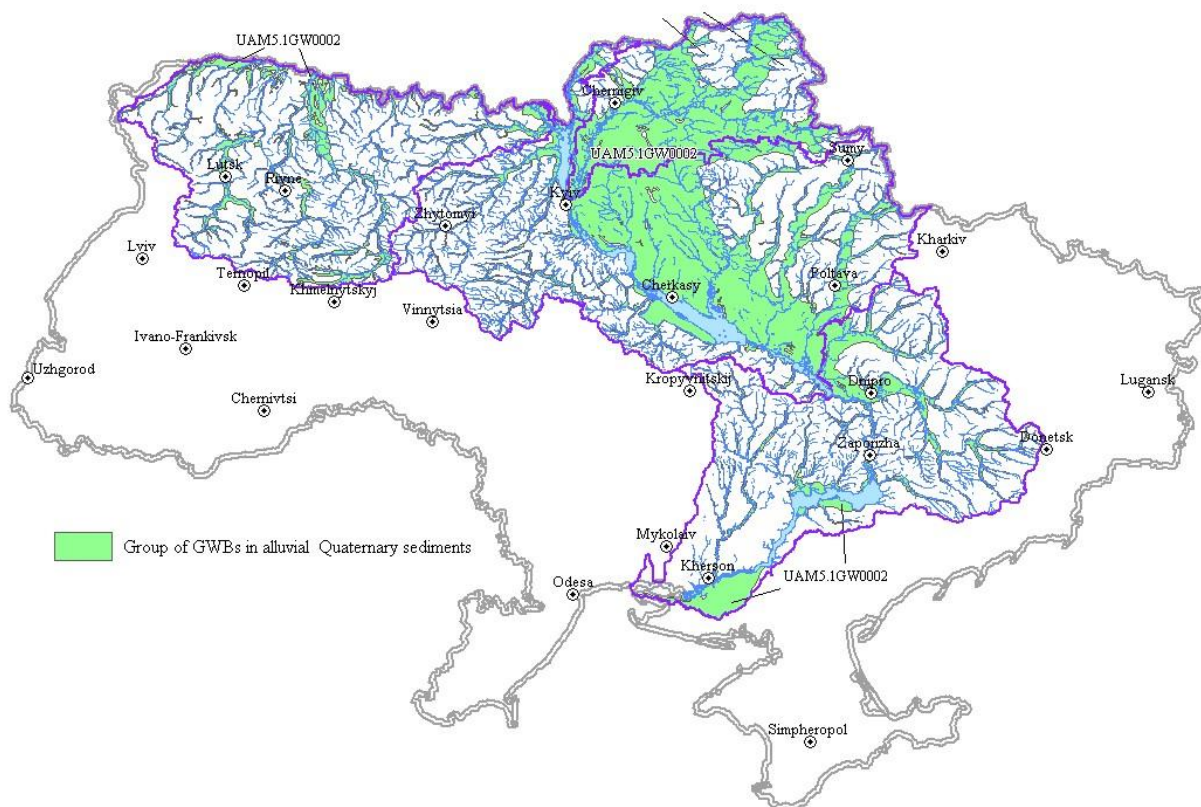 UAM5.1GW0002
Chernigiv
UAM5.1GW0002
Sumy
Lutsk
Rivne
Kyiv
Zhytomyr
Kharkiv
Lviv
Ternopil
Khmelnytskyj
Poltava
Cherkasy
Vinnytsia
Ivano-Frankivsk
Uzhgorod
Kropyvnitskij
Dnipro
Lugansk
Chernivtsi
Zaporizha
Donetsk
Group of GWBs in alluvial Quaternary sediments
Mykolaiv
Kherson
UAM5.1GW0002
Odesa
Simpheropol